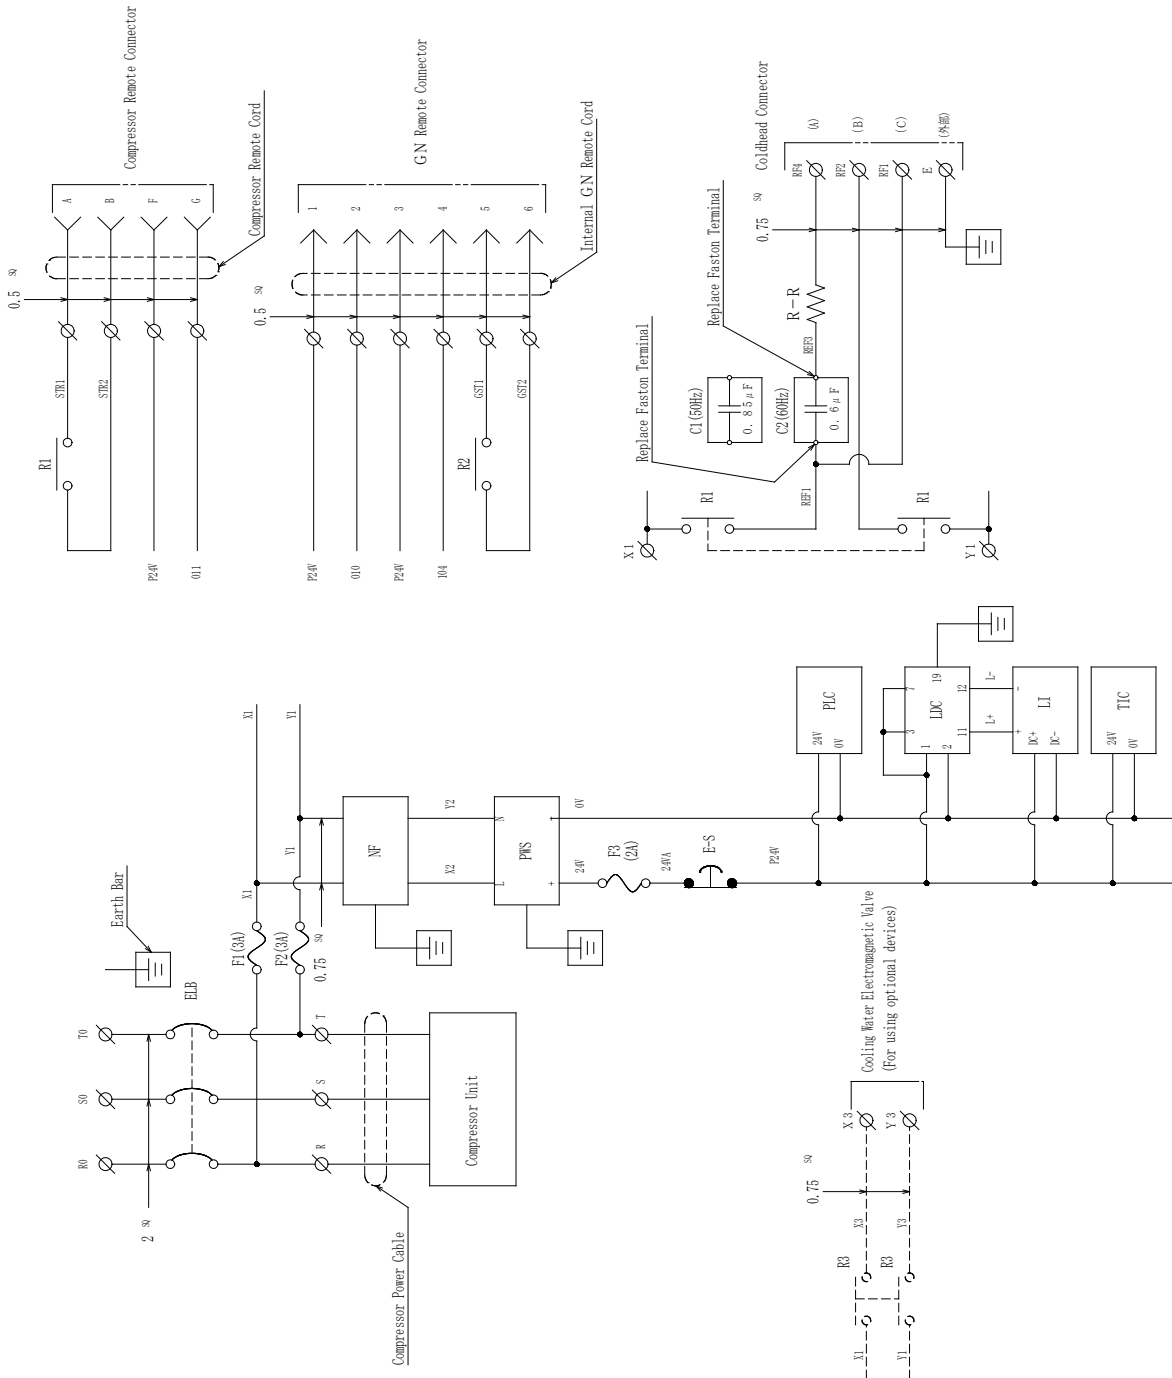 Compressor Remote Connector
A
B
F
G
Compressor Remote Cord
0.5 SQ
STR1
STR2
R1
P24V
011
GN Remote Connector
1
2
3
4
5
6
Internal GN Remote Cord
0.5 SQ
GST1
GST2
R2
P24V
010
P24V
104
Coldhead Connector
(A)
(B)
(C)
(外部)
RF4
RF2
RF1
E
0.75 SQ
Replace Faston Terminal
R-R
REF3
C1(50Hz)
0.85μF
C2(60Hz)
0.6μF
Replace Faston Terminal
REF1
R1
R1
X1
Y1
Earth Bar
ELB
T0
S0
R0
2 SQ
F1(3A)
F2(3A)
0.75 SQ
X1
Y1
X1
Y1
T
S
R
Compressor Unit
Compressor Power Cable
NF
X2
Y2
PWS
L
N
+
-
24V
0V
F3
(2A)
24VA
E-S
P24V
PLC
24V
0V
LDC
7
3
19
1
2
11
12
L+
L-
LI
+
-
DC+
DC-
TIC
24V
0V
Cooling Water Electromagnetic Valve
(For using optional devices)
X3
Y3
0.75 SQ
X3
Y3
R3
R3
X1
Y1